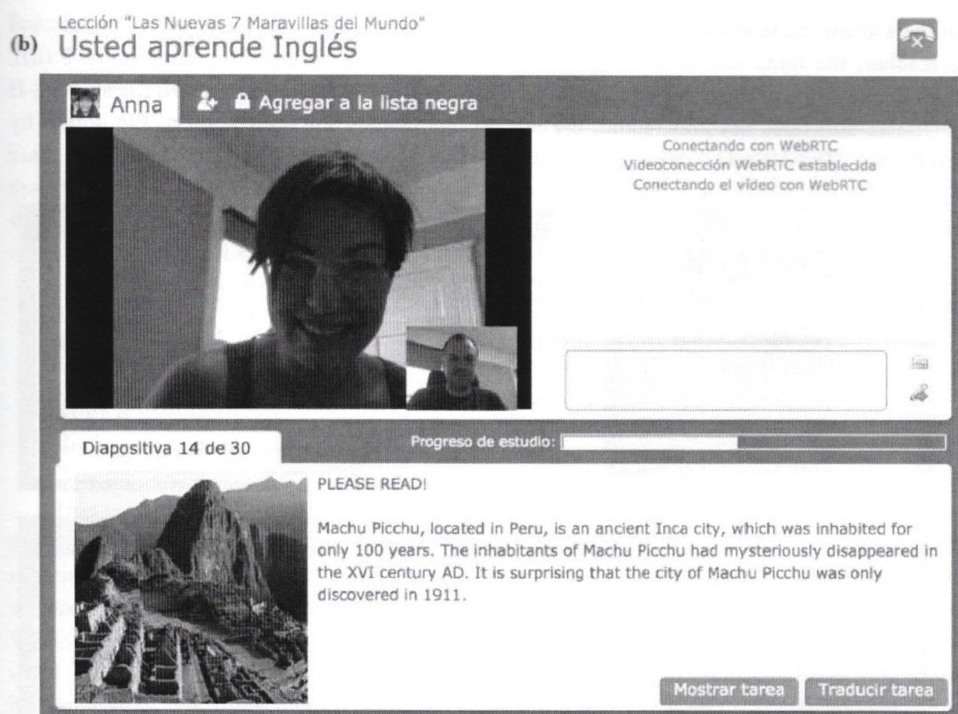 Lección "Las Nuevas 7 Maravillas del Mundo"
(b) Usted aprende Inglés
Anna Agregar a la lista negra
Conectando con WebRTC
Videoconección WebRTC establecida
Conectando el vídeo con WebRTC
Diapositiva 14 de 30
Progreso de estudio:
PLEASE READ!
Machu Picchu, located in Peru, is an ancient Inca city, which was inhabited for
only 100 years. The inhabitants of Machu Picchu had mysteriously disappeared in
the XVI century AD. It is surprising that the city of Machu Picchu was only
discovered in 1911.
Mostrar tarea Traducir tarea